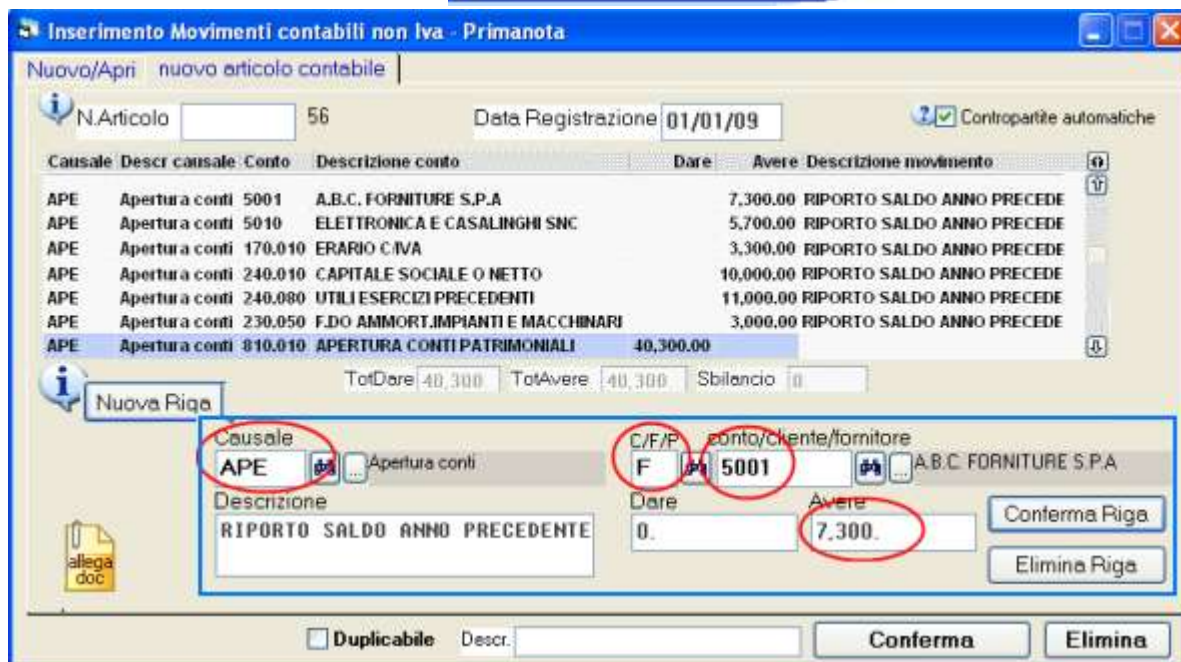 Inserimento Movimenti contabili non Iva - Primanota
Nuovo/Apri nuovo articolo contabile
N.Articolo 56 Data Registrazione 01/01/09 Contropartite automatiche
Causale Descr causale Conto Descrizione conto Dare Avere Descrizione movimento
APE Apertura conti 5001 A.B.C. FORNITURE S.P.A 7,300.00 RIPORTO SALDO ANNO PRECEDE
APE Apertura conti 5010 ELETTRONICA E CASALINGHI SNC 5,700.00 RIPORTO SALDO ANNO PRECEDE
APE Apertura conti 170.010 ERARIO C/IVA 3,300.00 RIPORTO SALDO ANNO PRECEDE
APE Apertura conti 240.010 CAPITALE SOCIALE O NETTO 10,000.00 RIPORTO SALDO ANNO PRECEDE
APE Apertura conti 240.080 UTILI ESERCIZI PRECEDENTI 11,000.00 RIPORTO SALDO ANNO PRECEDE
APE Apertura conti 230.050 F.DO AMMORT.IMPIANTI E MACCHINARI 3,000.00 RIPORTO SALDO ANNO PRECEDE
APE Apertura conti 810.010 APERTURA CONTI PATRIMONIALI 40,300.00
TotDare 40,300 TotAvere 40,300 Sbilancio 0
Nuova Riga
Causale C/F/P conto/cliente/fornitore
APE ... Apertura conti F 5001 ... A.B.C. FORNITURE S.P.A
Descrizione Dare Avere
RIPORTO SALDO ANNO PRECEDENTE 0. 7,300. Conferma Riga
allega doc Elimina Riga
Duplicabile Descr. Conferma Elimina